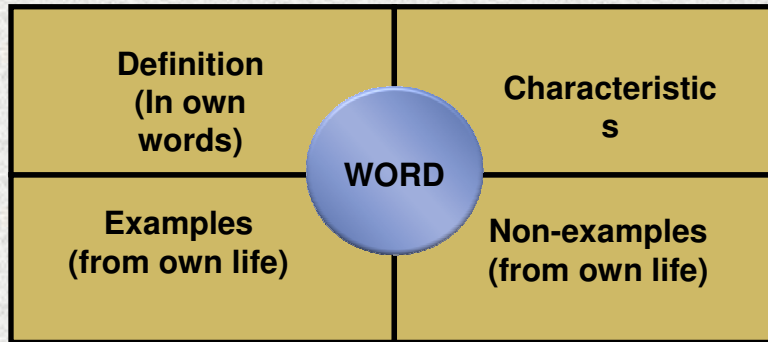 Definition
(In own
words)
Characteristic
s
WORD
Examples
(from own life)
Non-examples
(from own life)